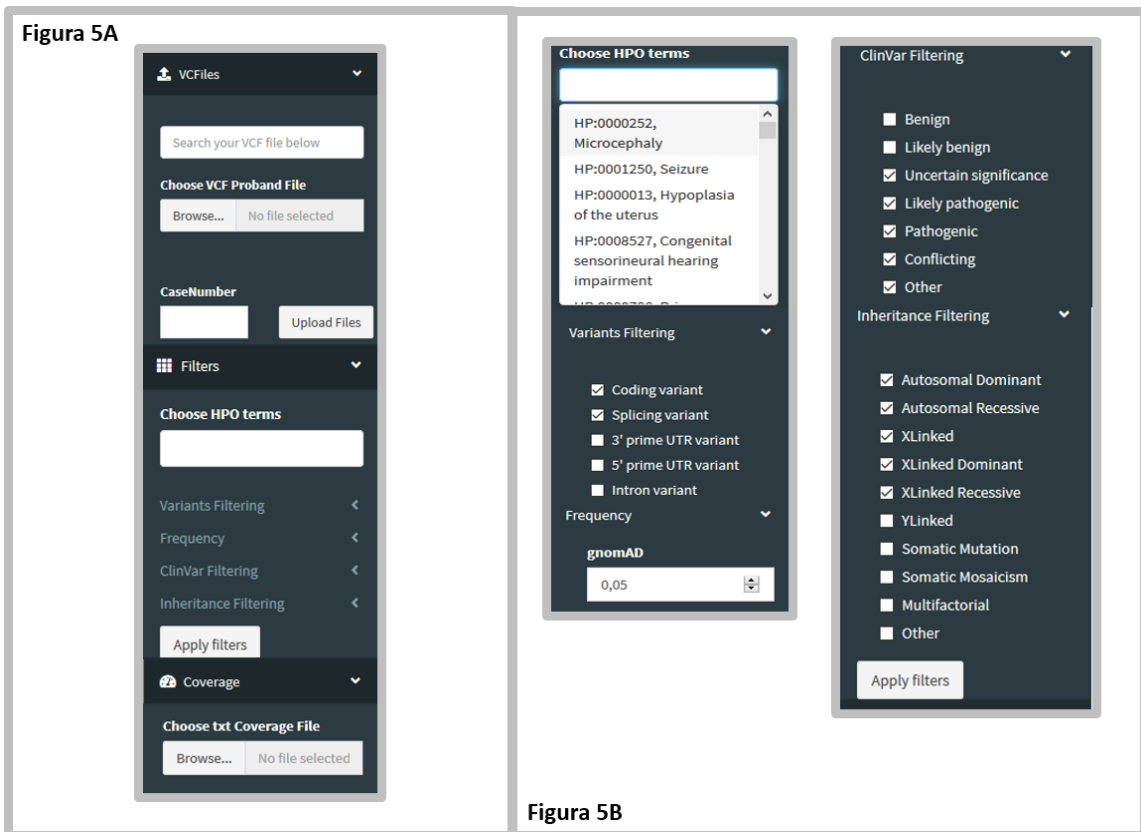 Figura 5A
VCFiles
Search your VCF file below
Choose VCF Proband File
Browse... No file selected
CaseNumber
Upload Files
Filters
Choose HPO terms
Variants Filtering
Frequency
ClinVar Filtering
Inheritance Filtering
Apply filters
Coverage
Choose txt Coverage File
Browse... No file selected
Choose HPO terms
HP:0000252,
Microcephaly
HP:0001250, Seizure
HP:0000013, Hypoplasia
of the uterus
HP:0008527, Congenital
sensorineural hearing
impairment
Variants Filtering
Coding variant
Splicing variant
3' prime UTR variant
5' prime UTR variant
Intron variant
Frequency
gnomAD
0,05
ClinVar Filtering
Benign
Likely benign
Uncertain significance
Likely pathogenic
Pathogenic
Conflicting
Other
Inheritance Filtering
Autosomal Dominant
Autosomal Recessive
XLinked
XLinked Dominant
XLinked Recessive
YLinked
Somatic Mutation
Somatic Mosaicism
Multifactorial
Other
Apply filters
Figura 5B